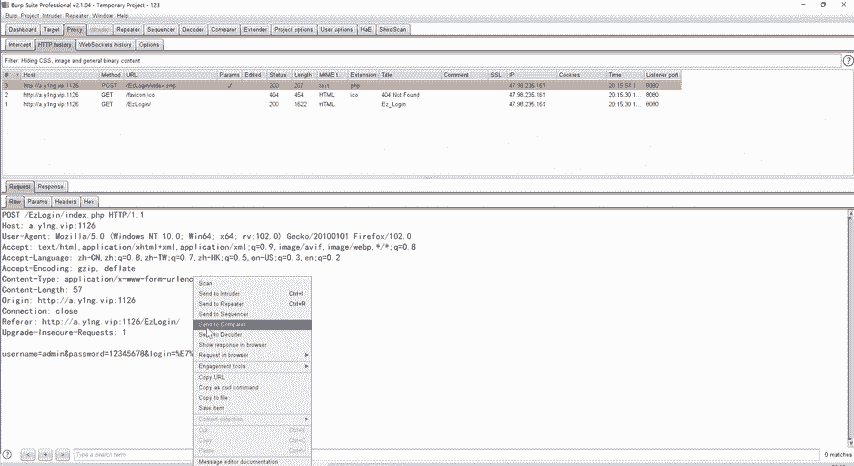 Burp Suite Professional v2.1.04 - Temporary Project - 123
Burp Project Intruder Repeater Window Help
Dashboard Target Proxy Intruder Repeater Sequencer Decoder Comparer Extender Project options User options HaE ShiroScan
Intercept HTTP history WebSockets history Options
Filter: Hiding CSS, image and general binary content
# Host Method URL Params Edited Status Length MIME t... Extension Title Comment SSL IP Cookies Time Listener port
3 http://a.y1ng.vip:1126 POST /EzLogin/index.php ✓ 200 267 text php 47.98.235.161 8080
2 http://a.y1ng.vip:1126 GET /favicon.ico 404 454 HTML ico 404 Not Found 47.98.235.161 20:15:30 1... 8080
1 http://a.y1ng.vip:1126 GET /EzLogin/ 200 1622 HTML Ez_Login 47.98.235.161 20:15:30 1... 8080
Request Response
Raw Params Headers Hex
POST /EzLogin/index.php HTTP/1.1
Host: a.y1ng.vip:1126
User-Agent: Mozilla/5.0 (Windows NT 10.0; Win64; x64; rv:102.0) Gecko/20100101 Firefox/102.0
Accept: text/html,application/xhtml+xml,application/xml;q=0.9,image/avif,image/webp,*/*;q=0.8
Accept-Language: zh-CN,zh;q=0.8,zh-TW;q=0.7,zh-HK;q=0.5,en-US;q=0.3,en;q=0.2
Accept-Encoding: gzip, deflate
Content-Type: application/x-www-form-urlenc
Content-Length: 57
Origin: http://a.y1ng.vip:1126
Connection: close
Referer: http://a.y1ng.vip:1126/EzLogin/
Upgrade-Insecure-Requests: 1
username=admin&password=12345678&login=%E7%
Scan
Send to Intruder Ctrl+I
Send to Repeater Ctrl+R
Send to Sequencer
Send to Comparer
Send to Decoder
Show response in browser
Request in browser
Engagement tools
Copy URL
Copy as curl command
Copy to file
Save item
Convert selection
Cut
Copy
Paste
Message editor documentation
? < + > Type a search term 0 matches